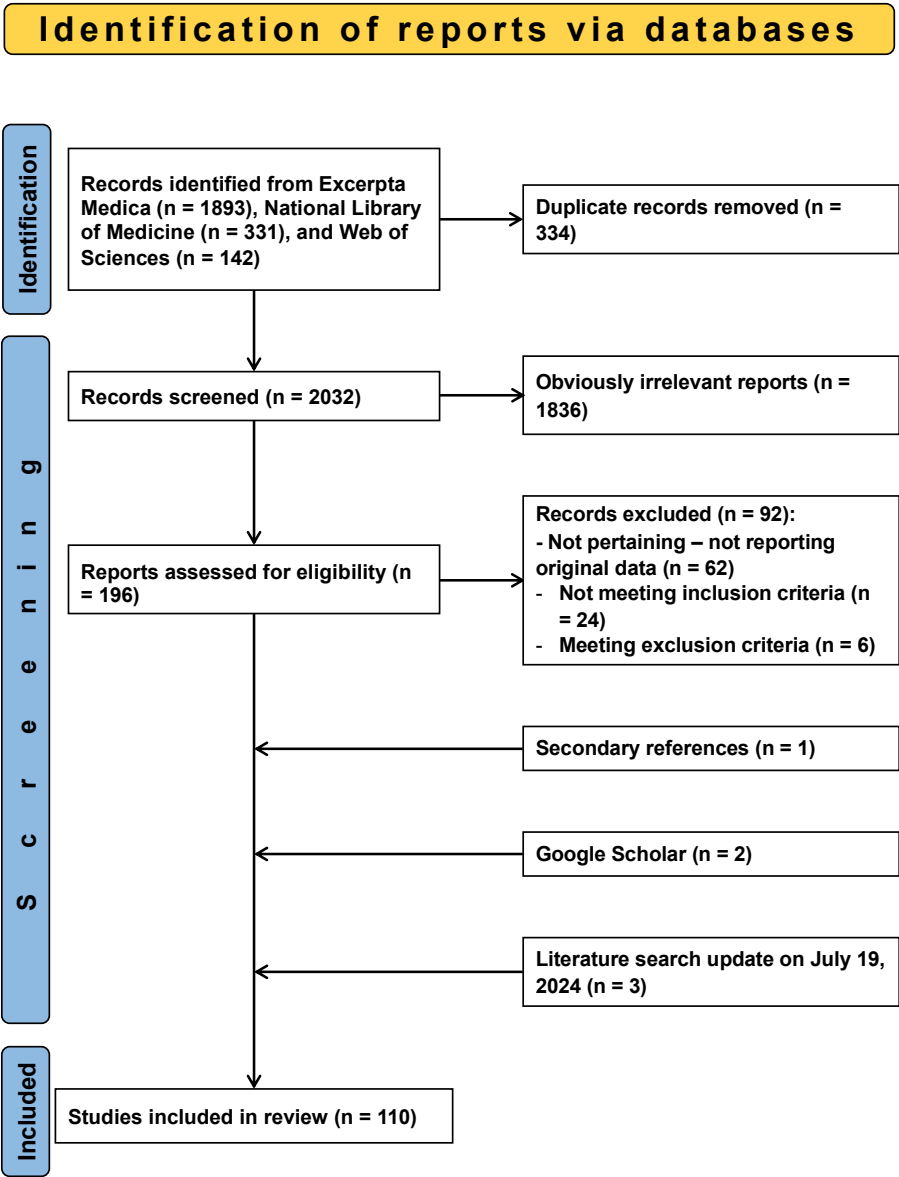 Identification of reports via databases
Identification
Records identified from Excerpta
Medica (n = 1893), National Library
of Medicine (n = 331), and Web of
Sciences (n = 142)
Duplicate records removed (n =
334)
Screening
Records screened (n = 2032)
Obviously irrelevant reports (n =
1836)
Reports assessed for eligibility (n
= 196)
Records excluded (n = 92):
- Not pertaining – not reporting
original data (n = 62)
- Not meeting inclusion criteria (n
= 24)
- Meeting exclusion criteria (n = 6)
Secondary references (n = 1)
Google Scholar (n = 2)
Literature search update on July 19,
2024 (n = 3)
Included
Studies included in review (n = 110)